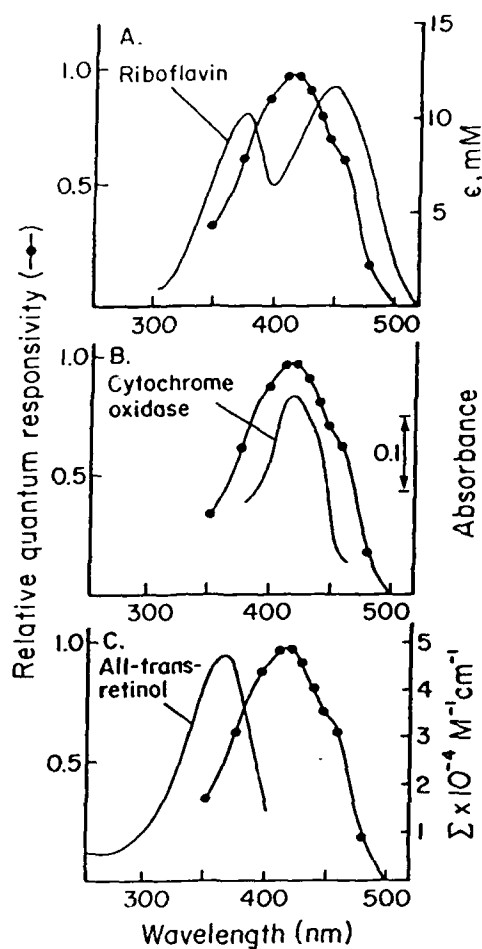 A.
Riboflavin
1.0
0.5
15
10
5
ϵ, mM
300 400 500
B.
Cytochrome
oxidase
1.0
0.5
0.1
Absorbance
300 400 500
C.
All-trans-
retinol
1.0
0.5
5
4
3
2
1
Σ x 10⁻⁴ M⁻¹cm⁻¹
300 400 500
Wavelength (nm)
Relative quantum responsivity (-●-)